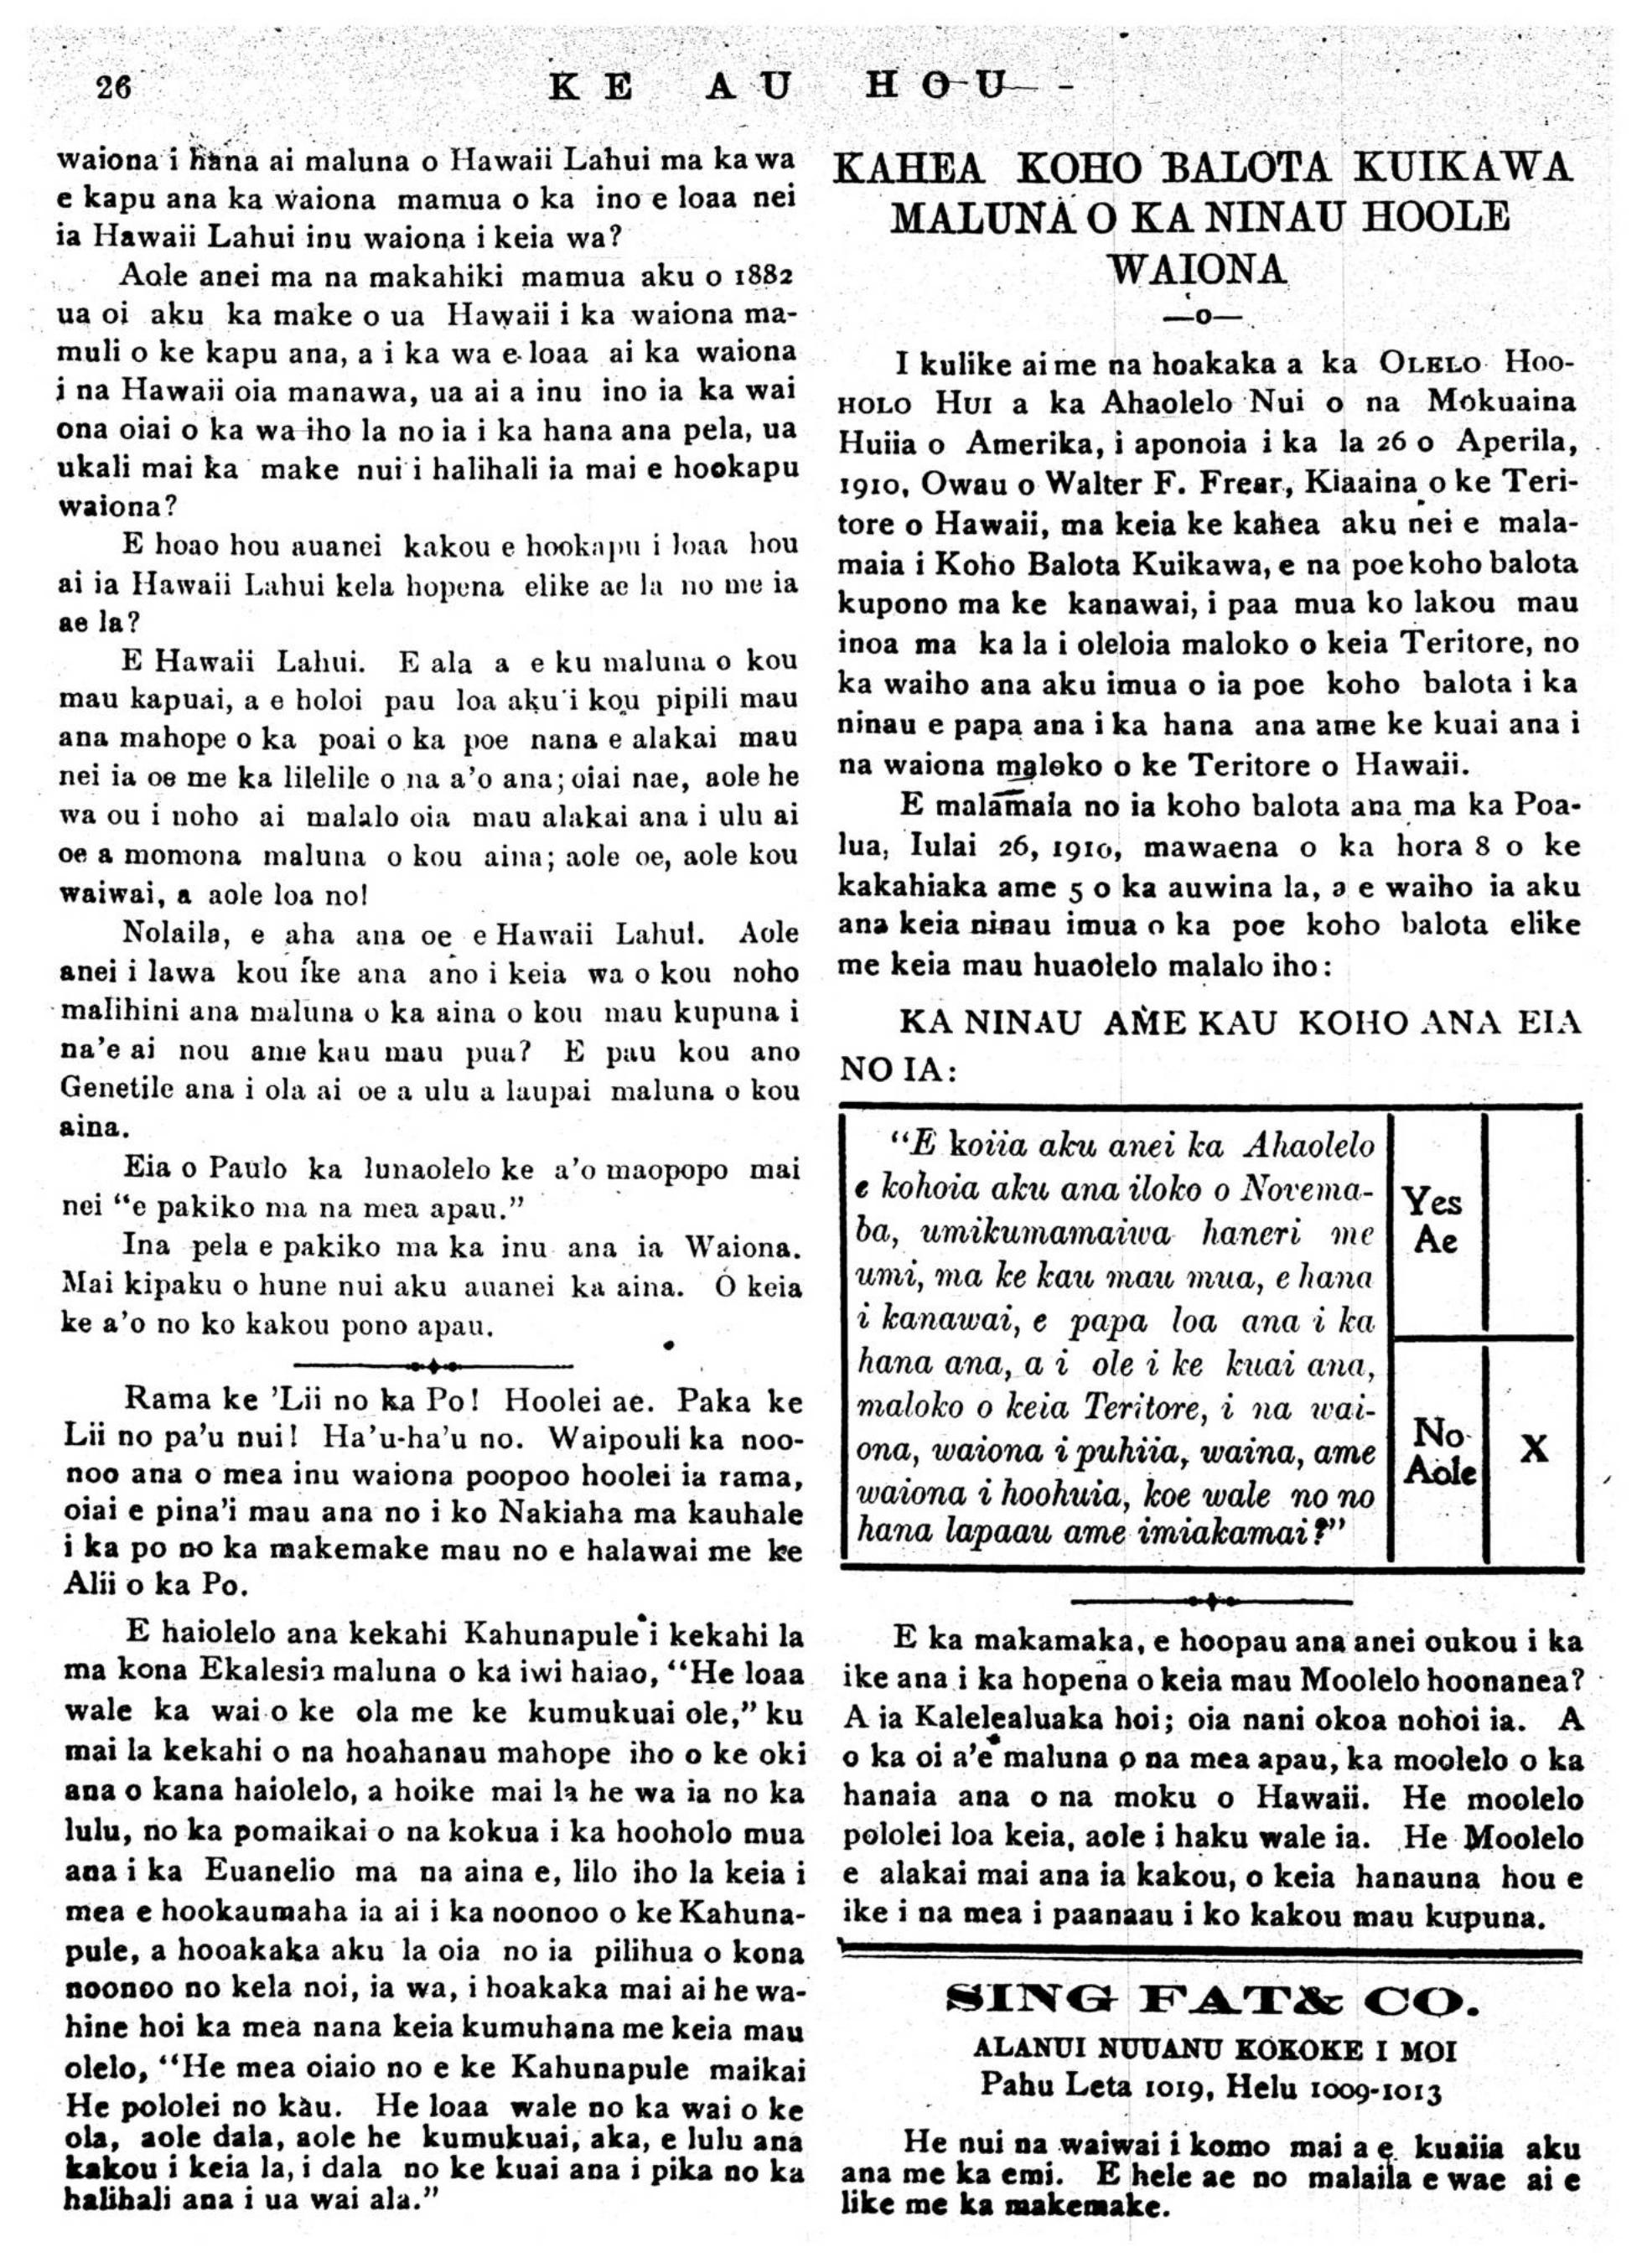 26
KE AU HOU
waiona i hana ai maluna o Hawaii Lahui ma ka wa
e kapu ana ka waiona mamua o ka ino e loaa nei
ia Hawaii Lahui inu waiona i keia wa?
Aole anei ma na makahiki mamua aku o 1882
ua oi aku ka make o ua Hawaii i ka waiona ma-
muli o ke kapu ana, a i ka wa e loaa ai ka waiona
i na Hawaii oia manawa, ua ai a inu ino ia ka wai
ona oiai o ka wa iho la no ia i ka hana ana pela, ua
ukali mai ka make nui i halihali ia mai e hookapu
waiona?
E hoao hou auanei kakou e hookapu i loaa hou
ai ia Hawaii Lahui kela hopena elike ae la no me ia
ae la?
E Hawaii Lahui. E ala a e ku maluna o kou
mau kapuai, a e holoi pau loa aku i kou pipili mau
ana mahope o ka poai o ka poe nana e alakai mau
nei ia oe me ka lilelile o na a'o ana; oiai nae, aole he
wa ou i noho ai malalo oia mau alakai ana i ulu ai
oe a momona maluna o kou aina; aole oe, aole kou
waiwai, a aole loa no!
Nolaila, e aha ana oe e Hawaii Lahui. Aole
anei i lawa kou ike ana ano i keia wa o kou noho
malihini ana maluna o ka aina o kou mau kupuna i
na'e ai nou ame kau mau pua? E pau kou ano
Genetile ana i ola ai oe a ulu a laupai maluna o kou
aina.
Eia o Paulo ka lunaolelo ke a'o maopopo mai
nei "e pakiko ma na mea apau."
Ina pela e pakiko ma ka inu ana ia Waiona.
Mai kipaku o hune nui aku auanei ka aina. O keia
ke a'o no ko kakou pono apau.
Rama ke 'Lii no ka Po! Hoolei ae. Paka ke
Lii no pa'u nui! Ha'u-ha'u no. Waipouli ka noo-
noo ana o mea inu waiona poopoo hoolei ia rama,
oiai e pina'i mau ana no i ko Nakiaha ma kauhale
i ka po no ka makemake mau no e halawai me ke
Alii o ka Po.
E haiolelo ana kekahi Kahunapule i kekahi la
ma kona Ekalesia maluna o ka iwi haiao, "He loaa
wale ka wai o ke ola me ke kumukuai ole," ku
mai la kekahi o na hoahanau mahope iho o ke oki
ana o kana haiolelo, a hoike mai la he wa ia no ka
lulu, no ka pomaikai o na kokua i ka hooholo mua
ana i ka Euanelio ma na aina e, lilo iho la keia i
mea e hookaumaha ia ai i ka noonoo o ke Kahuna-
pule, a hooakaka aku la oia no ia pilihua o kona
noonoo no kela noi, ia wa, i hoakaka mai ai he wa-
hine hoi ka mea nana keia kumuhana me keia mau
olelo, "He mea oiaio no e ke Kahunapule maikai
He pololei no kau. He loaa wale no ka wai o ke
ola, aole dala, aole he kumukuai, aka, e lulu ana
kakou i keia la, i dala no ke kuai ana i pika no ka
halihali ana i ua wai ala."
KAHEA KOHO BALOTA KUIKAWA
MALUNA O KA NINAU HOOLE
WAIONA
—o—
I kulike ai me na hoakaka a ka OLELO HOO-
HOLO HUI a ka Ahaolelo Nui o na Mokuaina
Huiia o Amerika, i aponoia i ka la 26 o Aperila,
1910, Owau o Walter F. Frear, Kiaaina o ke Teri-
tore o Hawaii, ma keia ke kahea aku nei e mala-
maia i Koho Balota Kuikawa, e na poe koho balota
kupono ma ke kanawai, i paa mua ko lakou mau
inoa ma ka la i oleloia maloko o keia Teritore, no
ka waiho ana aku imua o ia poe koho balota i ka
ninau e papa ana i ka hana ana ame ke kuai ana i
na waiona maloko o ke Teritore o Hawaii.
E malamaia no ia koho balota ana ma ka Poa-
lua, Iulai 26, 1910, mawaena o ka hora 8 o ke
kakahiaka ame 5 o ka auwina la, a e waiho ia aku
ana keia ninau imua o ka poe koho balota elike
me keia mau huaolelo malalo iho:
KA NINAU AME KAU KOHO ANA EIA
NO IA:
"E koiia aku anei ka Ahaolelo
e kohoia aku ana iloko o Novema-
ba, umikumamaiwa haneri me
umi, ma ke kau mau mua, e hana
i kanawai, e papa loa ana i ka
hana ana, a i ole i ke kuai ana,
maloko o keia Teritore, i na wai-
ona, waiona i puhiia, waina, ame
waiona i hoohuia, koe wale no no
hana lapaau ame imiakamai?"
Yes
Ae
No
Aole
X
E ka makamaka, e hoopau ana anei oukou i ka
ike ana i ka hopena o keia mau Moolelo hoonanea?
A ia Kalelealuaka hoi; oia nani okoa nohoi ia. A
o ka oi a'e maluna o na mea apau, ka moolelo o ka
hanaia ana o na moku o Hawaii. He moolelo
pololei loa keia, aole i haku wale ia. He Moolelo
e alakai mai ana ia kakou, o keia hanauna hou e
ike i na mea i paanaau i ko kakou mau kupuna.
SING FAT & CO.
ALANUI NUUANU KOKOKE I MOI
Pahu Leta 1019, Helu 1009-1013
He nui na waiwai i komo mai a e kuaiia aku
ana me ka emi. E hele ae no malaila e wae ai e
like me ka makemake.